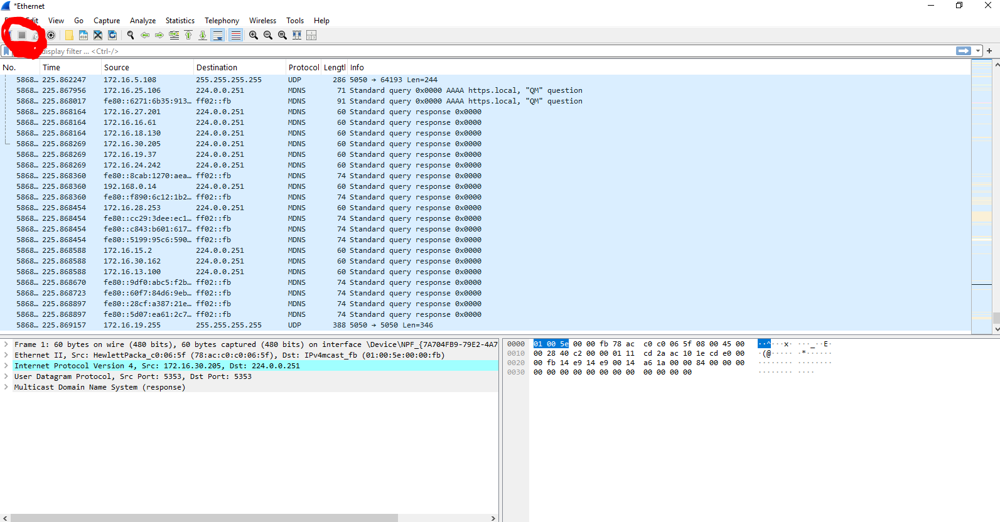 *Ethernet
Edit View Go Capture Analyze Statistics Telephony Wireless Tools Help
display filter ... <Ctrl-/>
No. Time Source Destination Protocol Lengtl Info
5868… 225.862247 172.16.5.108 255.255.255.255 UDP 286 5050 → 64193 Len=244
5868… 225.867956 172.16.25.106 224.0.0.251 MDNS 71 Standard query 0x0000 AAAA https.local, "QM" question
5868… 225.868017 fe80::6271:6b35:913… ff02::fb MDNS 91 Standard query 0x0000 AAAA https.local, "QM" question
5868… 225.868164 172.16.27.201 224.0.0.251 MDNS 60 Standard query response 0x0000
5868… 225.868164 172.16.16.61 224.0.0.251 MDNS 60 Standard query response 0x0000
5868… 225.868164 172.16.18.130 224.0.0.251 MDNS 60 Standard query response 0x0000
5868… 225.868269 172.16.30.205 224.0.0.251 MDNS 60 Standard query response 0x0000
5868… 225.868269 172.16.19.37 224.0.0.251 MDNS 60 Standard query response 0x0000
5868… 225.868269 172.16.24.242 224.0.0.251 MDNS 60 Standard query response 0x0000
5868… 225.868360 fe80::8cab:1270:aea… ff02::fb MDNS 74 Standard query response 0x0000
5868… 225.868360 192.168.0.14 224.0.0.251 MDNS 60 Standard query response 0x0000
5868… 225.868360 fe80::f890:6c12:1b2… ff02::fb MDNS 74 Standard query response 0x0000
5868… 225.868454 172.16.28.253 224.0.0.251 MDNS 60 Standard query response 0x0000
5868… 225.868454 fe80::cc29:3dee:ec1… ff02::fb MDNS 74 Standard query response 0x0000
5868… 225.868454 fe80::c843:b601:617… ff02::fb MDNS 74 Standard query response 0x0000
5868… 225.868454 fe80::5199:95c6:590… ff02::fb MDNS 74 Standard query response 0x0000
5868… 225.868588 172.16.15.2 224.0.0.251 MDNS 60 Standard query response 0x0000
5868… 225.868588 172.16.30.162 224.0.0.251 MDNS 60 Standard query response 0x0000
5868… 225.868588 172.16.13.100 224.0.0.251 MDNS 60 Standard query response 0x0000
5868… 225.868670 fe80::9df0:abc5:f2b… ff02::fb MDNS 74 Standard query response 0x0000
5868… 225.868723 fe80::60f7:84d6:9eb… ff02::fb MDNS 74 Standard query response 0x0000
5868… 225.868897 fe80::28cf:a387:21e… ff02::fb MDNS 74 Standard query response 0x0000
5868… 225.868897 fe80::5d07:ea61:2c7… ff02::fb MDNS 74 Standard query response 0x0000
5868… 225.869157 172.16.19.255 255.255.255.255 UDP 388 5050 → 5050 Len=346
Frame 1: 60 bytes on wire (480 bits), 60 bytes captured (480 bits) on interface \Device\NPF_{7A704FB9-79E2-4A7
Ethernet II, Src: HewlettPacka_c0:06:5f (78:ac:c0:c0:06:5f), Dst: IPv4mcast_fb (01:00:5e:00:00:fb)
Internet Protocol Version 4, Src: 172.16.30.205, Dst: 224.0.0.251
User Datagram Protocol, Src Port: 5353, Dst Port: 5353
Multicast Domain Name System (response)
0000 01 00 5e 00 00 fb 78 ac c0 c0 06 5f 08 00 45 00 ··^···x· ···_··E·
0010 00 28 40 c2 00 00 01 11 cd 2a ac 10 1e cd e0 00 ·(@····· ·*······
0020 00 fb 14 e9 14 e9 00 14 a6 1a 00 00 84 00 00 00 ········ ········
0030 00 00 00 00 00 00 00 00 00 00 00 00 ········ ····